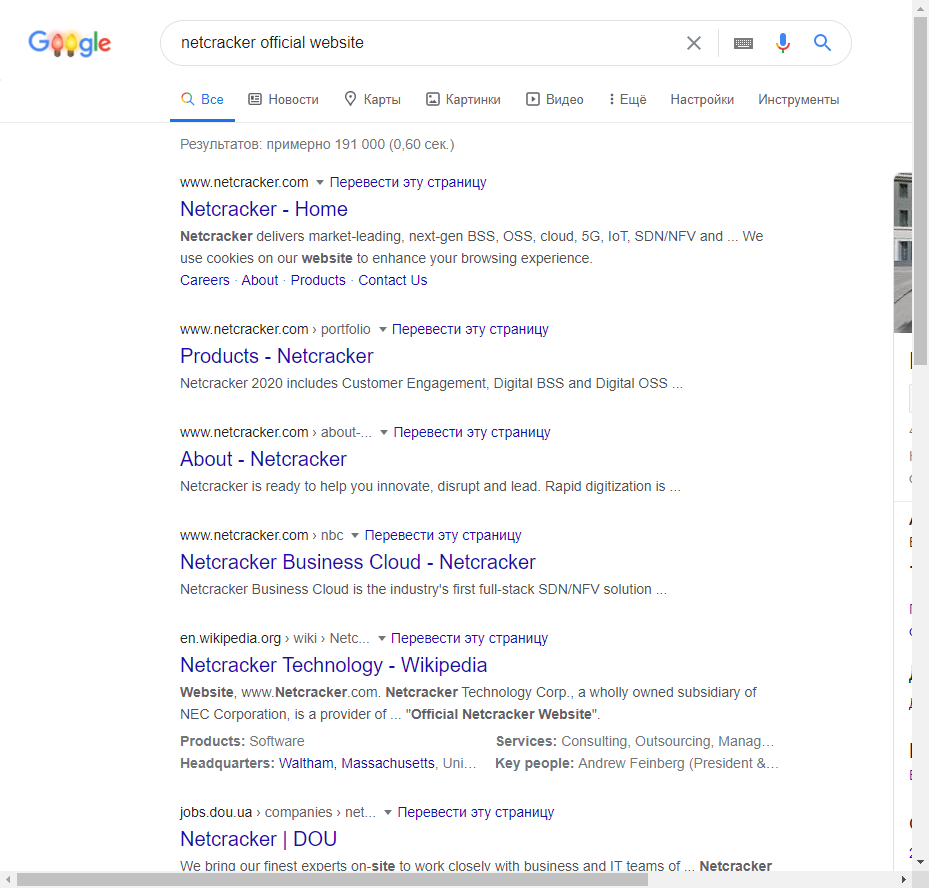 Google
netcracker official website
Все Новости Карты Картинки Видео Ещё Настройки Инструменты
Результатов: примерно 191 000 (0,60 сек.)
www.netcracker.com Перевести эту страницу
Netcracker - Home
Netcracker delivers market-leading, next-gen BSS, OSS, cloud, 5G, IoT, SDN/NFV and ... We
use cookies on our website to enhance your browsing experience.
Careers · About · Products · Contact Us
www.netcracker.com › portfolio Перевести эту страницу
Products - Netcracker
Netcracker 2020 includes Customer Engagement, Digital BSS and Digital OSS ...
www.netcracker.com › about-... Перевести эту страницу
About - Netcracker
Netcracker is ready to help you innovate, disrupt and lead. Rapid digitization is ...
www.netcracker.com › nbc Перевести эту страницу
Netcracker Business Cloud - Netcracker
Netcracker Business Cloud is the industry's first full-stack SDN/NFV solution ...
en.wikipedia.org › wiki › Netc... Перевести эту страницу
Netcracker Technology - Wikipedia
Website, www.Netcracker.com. Netcracker Technology Corp., a wholly owned subsidiary of
NEC Corporation, is a provider of ... "Official Netcracker Website".
Products: Software Services: Consulting, Outsourcing, Manag...
Headquarters: Waltham, Massachusetts, Uni... Key people: Andrew Feinberg (President &...
jobs.dou.ua › companies › net... Перевести эту страницу
Netcracker | DOU
We bring our finest experts on-site to work closely with business and IT teams of ... Netcracker